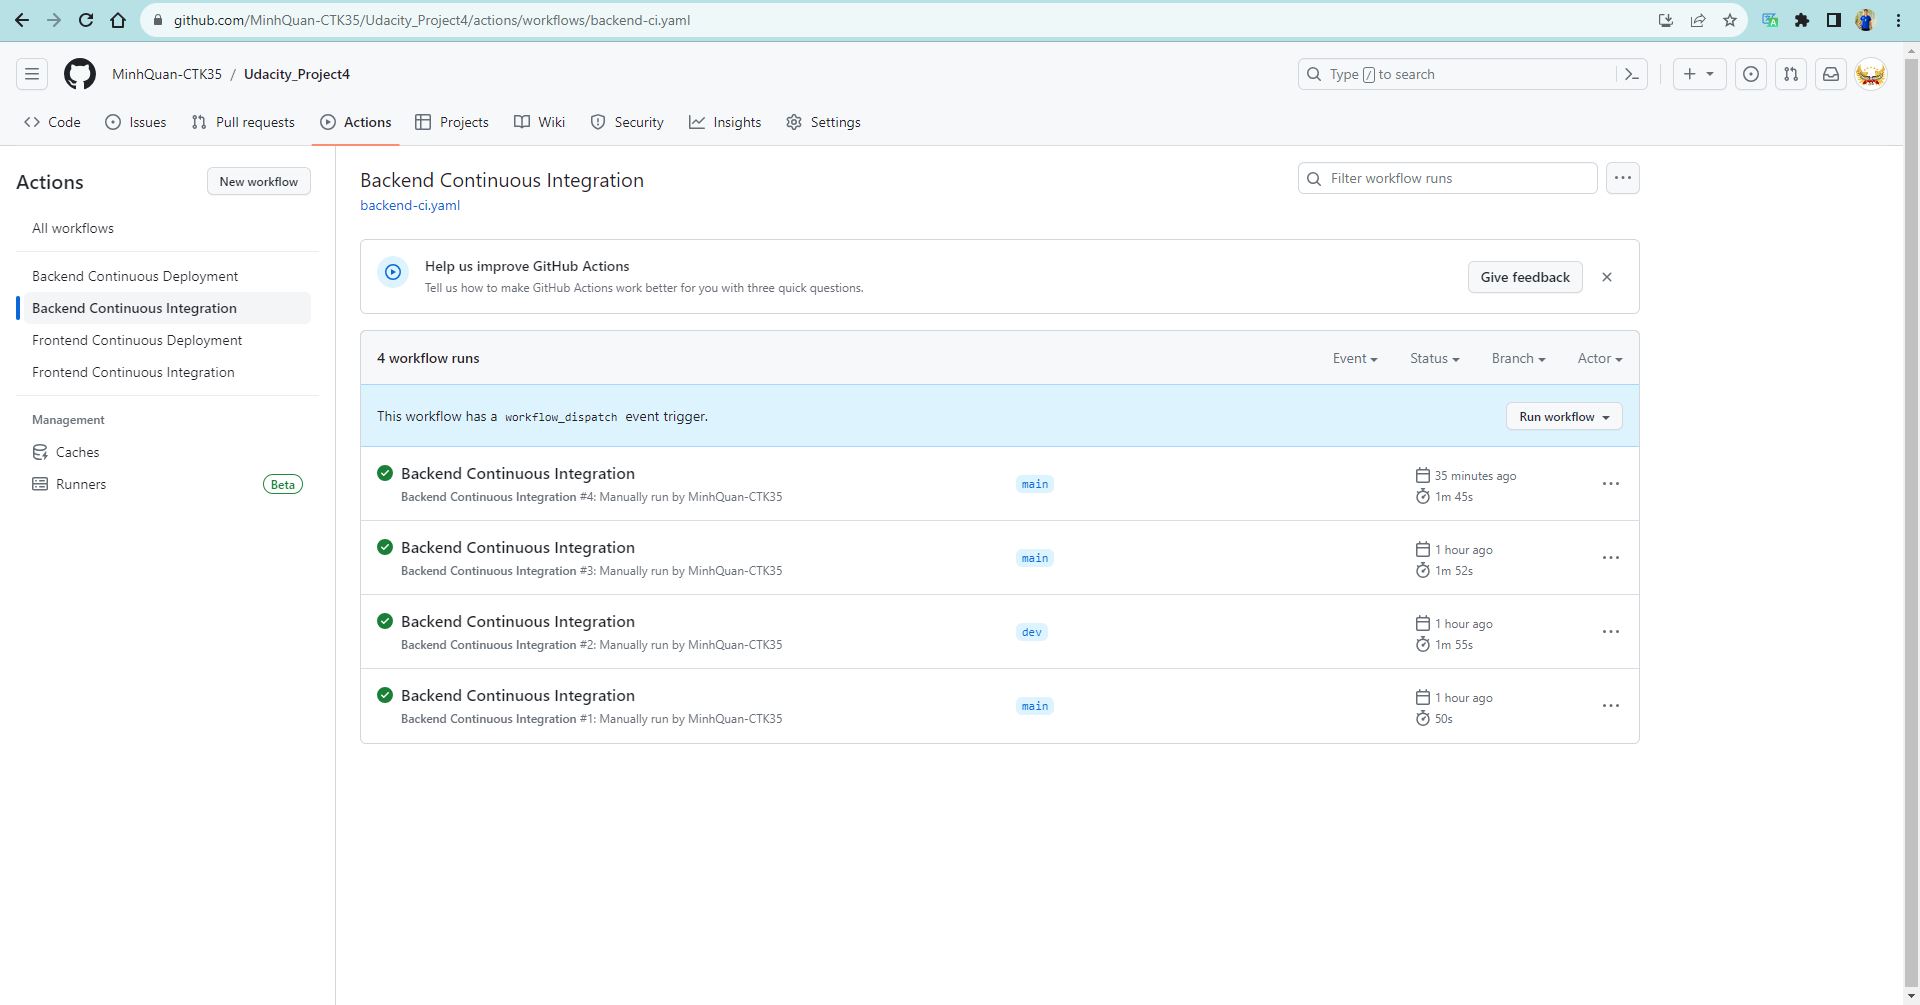 github.com/MinhQuan-CTK35/Udacity_Project4/actions/workflows/backend-ci.yaml
MinhQuan-CTK35 / Udacity_Project4
Type / to search
Code Issues Pull requests Actions Projects Wiki Security Insights Settings
Actions
New workflow
All workflows
Backend Continuous Deployment
Backend Continuous Integration
Frontend Continuous Deployment
Frontend Continuous Integration
Management
Caches
Runners Beta
Backend Continuous Integration
backend-ci.yaml
Filter workflow runs
Help us improve GitHub Actions
Tell us how to make GitHub Actions work better for you with three quick questions.
Give feedback
4 workflow runs
Event Status Branch Actor
This workflow has a workflow_dispatch event trigger.
Run workflow
Backend Continuous Integration
Backend Continuous Integration #4: Manually run by MinhQuan-CTK35
main
35 minutes ago
1m 45s
Backend Continuous Integration
Backend Continuous Integration #3: Manually run by MinhQuan-CTK35
main
1 hour ago
1m 52s
Backend Continuous Integration
Backend Continuous Integration #2: Manually run by MinhQuan-CTK35
dev
1 hour ago
1m 55s
Backend Continuous Integration
Backend Continuous Integration #1: Manually run by MinhQuan-CTK35
main
1 hour ago
50s